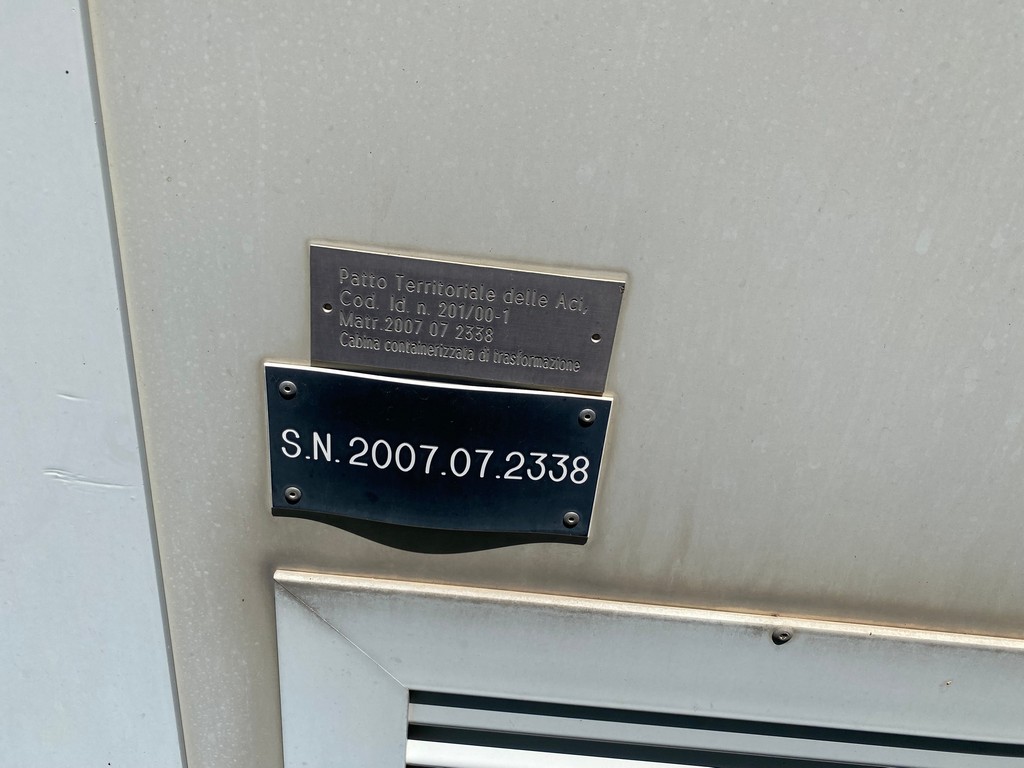 Patto Territoriale delle Aci,
Cod. Id. n. 201/00-1
Matr.2007 07 2338
Cabina containerizzata di trasformazione
S.N. 2007.07.2338